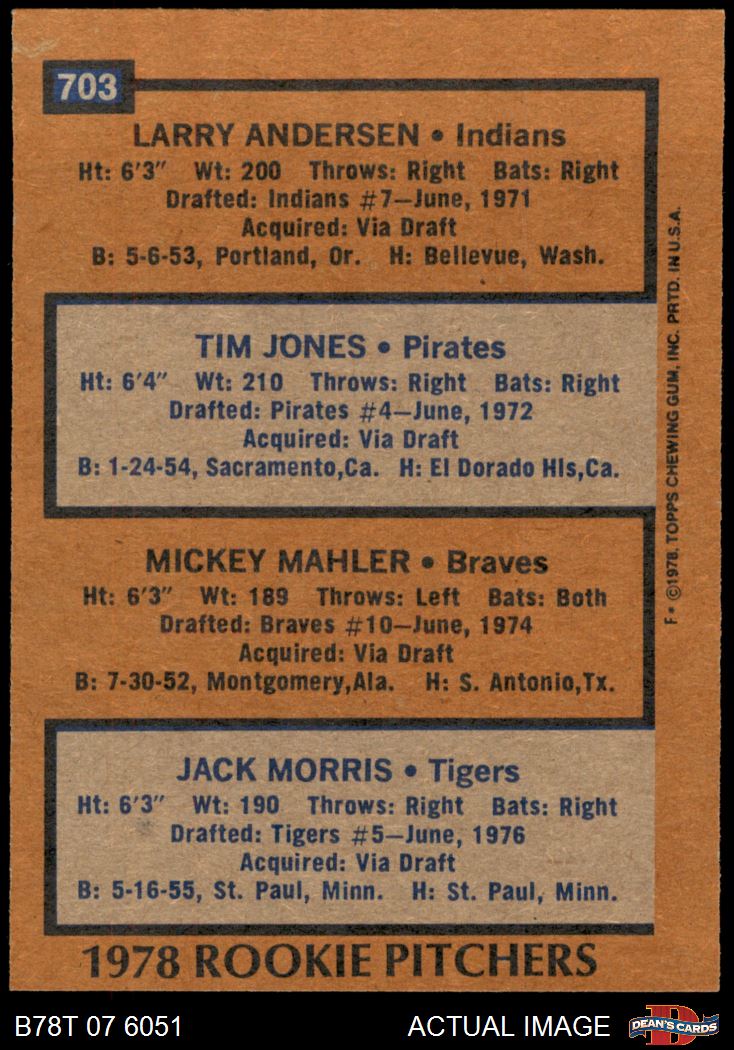 703
LARRY ANDERSEN • Indians
Ht: 6'3" Wt: 200 Throws: Right Bats: Right
Drafted: Indians #7—June, 1971
Acquired: Via Draft
B: 5-6-53, Portland, Or. H: Bellevue, Wash.
TIM JONES • Pirates
Ht: 6'4" Wt: 210 Throws: Right Bats: Right
Drafted: Pirates #4—June, 1972
Acquired: Via Draft
B: 1-24-54, Sacramento,Ca. H: El Dorado Hls,Ca.
MICKEY MAHLER • Braves
Ht: 6'3" Wt: 189 Throws: Left Bats: Both
Drafted: Braves #10—June, 1974
Acquired: Via Draft
B: 7-30-52, Montgomery,Ala. H: S. Antonio,Tx.
JACK MORRIS • Tigers
Ht: 6'3" Wt: 190 Throws: Right Bats: Right
Drafted: Tigers #5—June, 1976
Acquired: Via Draft
B: 5-16-55, St. Paul, Minn. H: St. Paul, Minn.
1978 ROOKIE PITCHERS
F* ©1978. TOPPS CHEWING GUM, INC. PRTD. IN U.S.A.
B78T 07 6051 ACTUAL IMAGE
DEAN'S CARDS